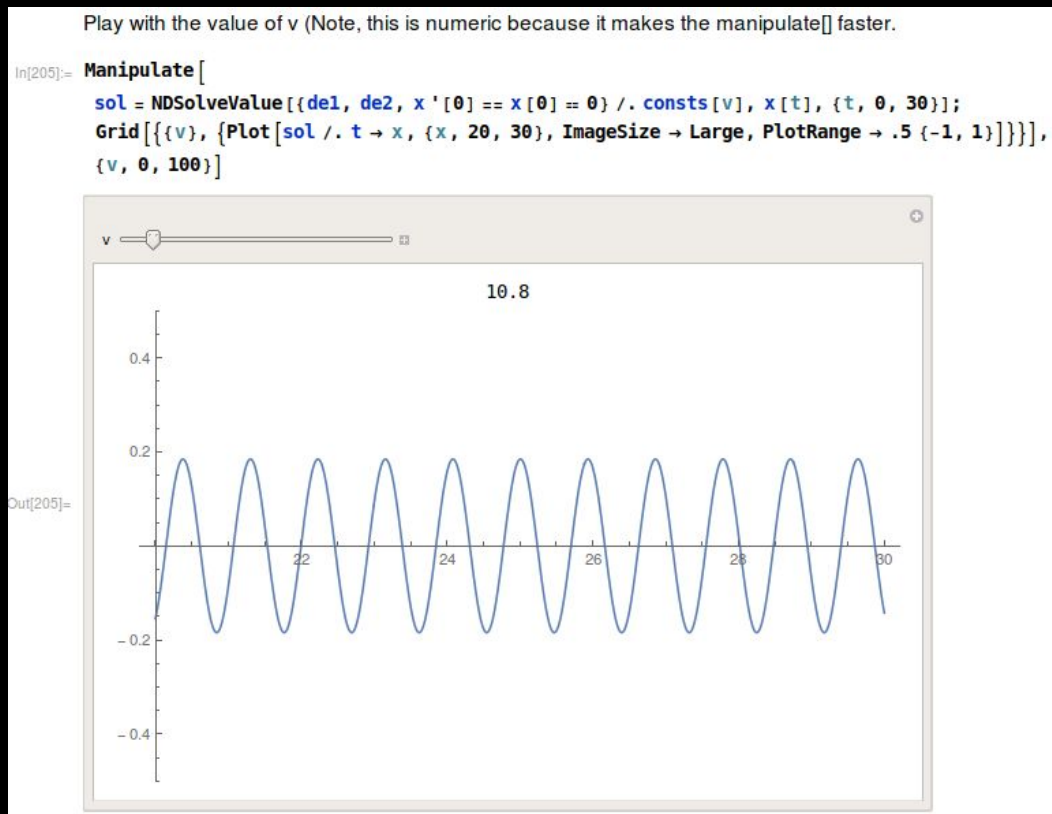 Play with the value of v (Note, this is numeric because it makes the manipulate[] faster.
In[205]:= Manipulate[
sol = NDSolveValue[{de1, de2, x '[0] == x[0] == 0} /. consts[v], x[t], {t, 0, 30}];
Grid[{{v}, {Plot[sol /. t → x, {x, 20, 30}, ImageSize → Large, PlotRange → .5 {-1, 1}]}}],
{v, 0, 100}]
v
10.8
0.4
0.2
Out[205]=
22 24 26 28 30
-0.2
-0.4